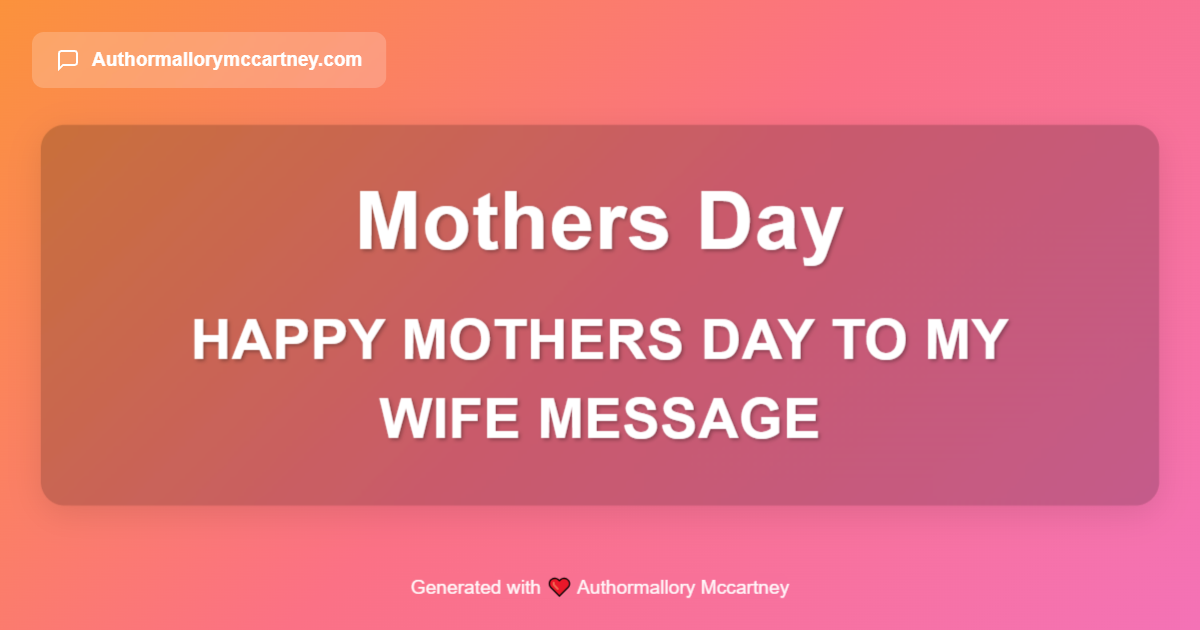 Authormallorymccartney.com
Mothers Day
HAPPY MOTHERS DAY TO MY
WIFE MESSAGE
Generated with ❤️ Authormallory Mccartney